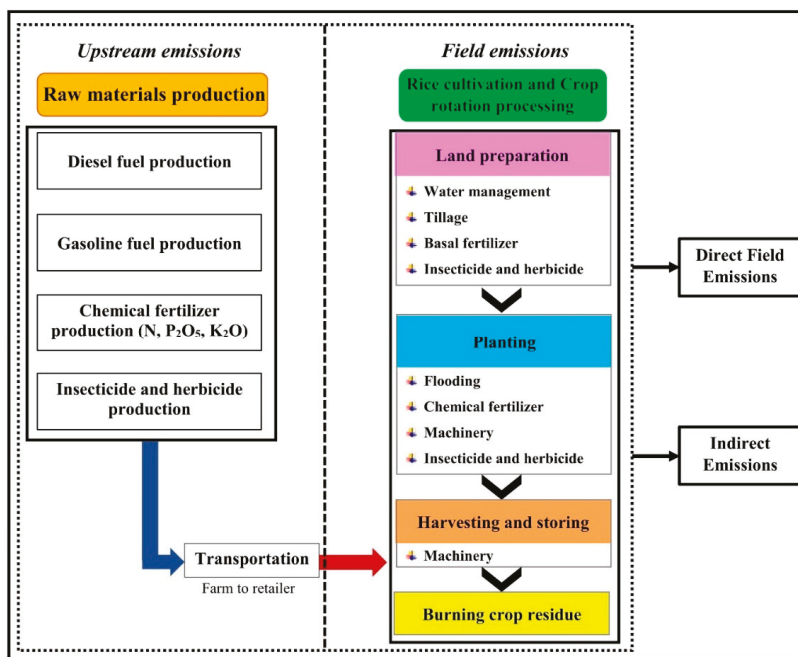 Upstream emissions
Raw materials production
Diesel fuel production
Gasoline fuel production
Chemical fertilizer
production (N, P₂O₅, K₂O)
Insecticide and herbicide
production
Transportation
Farm to retailer
Field emissions
Rice cultivation and Crop
rotation processing
Land preparation
Water management
Tillage
Basal fertilizer
Insecticide and herbicide
Planting
Flooding
Chemical fertilizer
Machinery
Insecticide and herbicide
Harvesting and storing
Machinery
Burning crop residue
Direct Field
Emissions
Indirect
Emissions